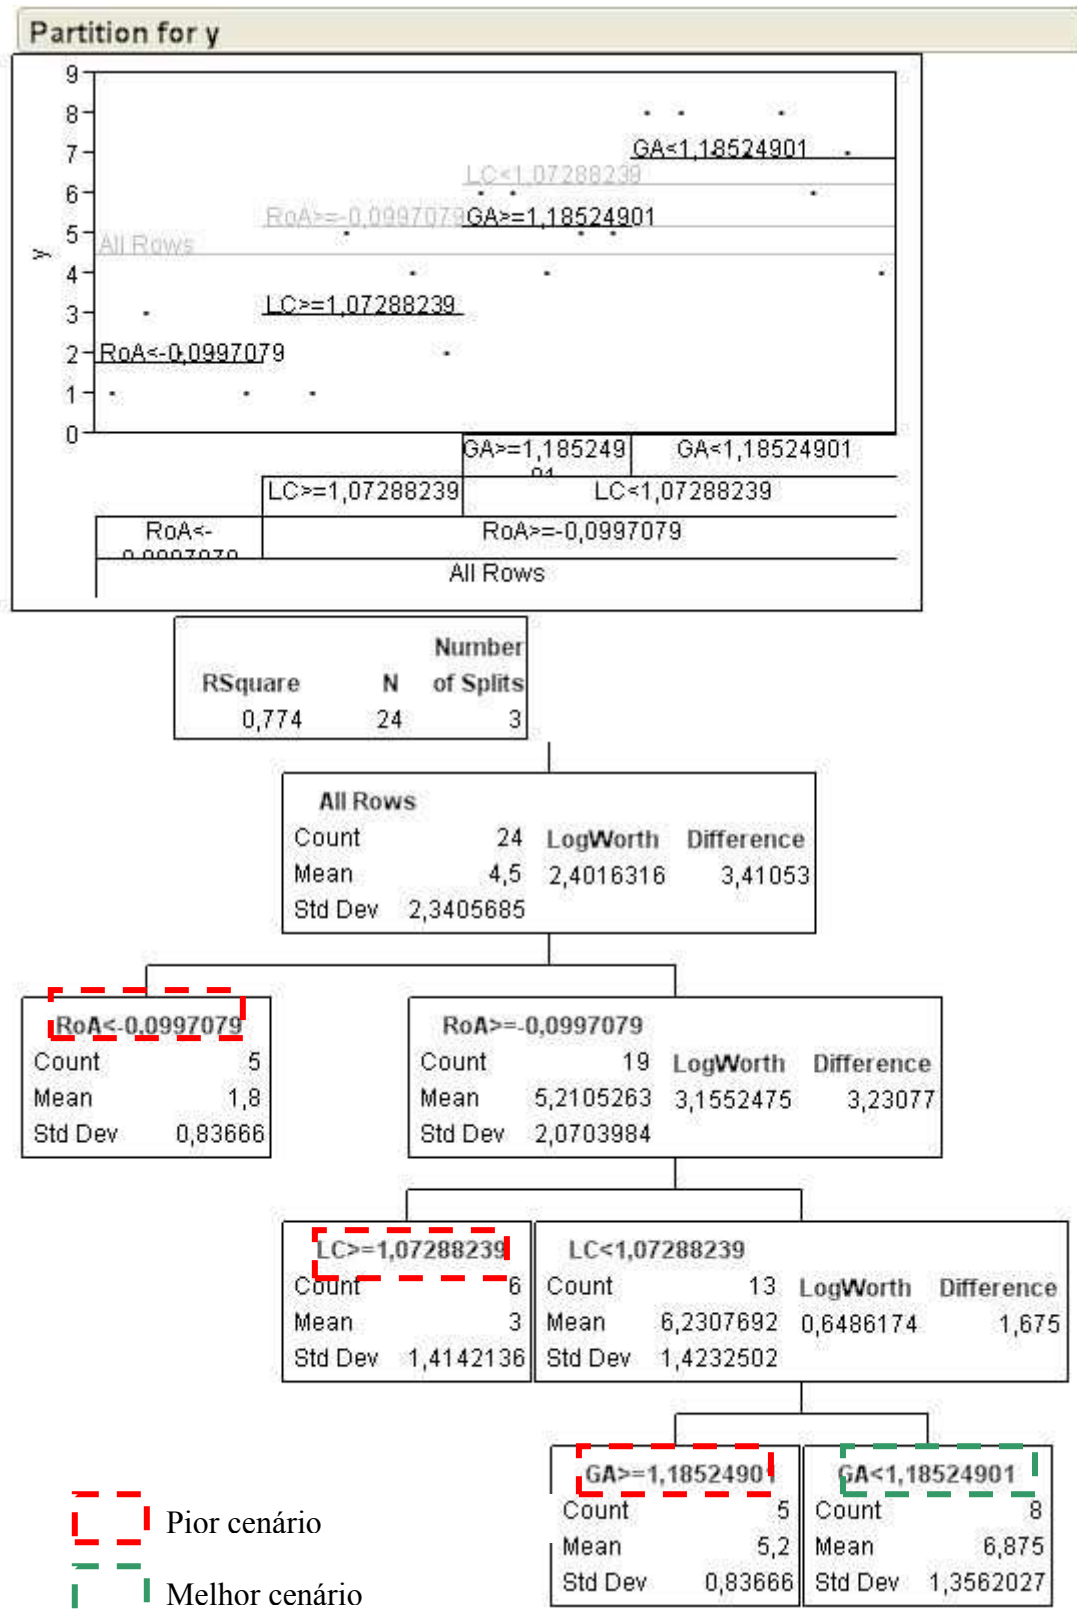 Partition for y
9
8
7
6
5
4
3
2
1
0
y
GA<1,18524901
LC<1,07288239
RoA>=-0,0997079
GA>=1,18524901
All Rows
LC>=1,07288239
RoA<-0,0997079
GA>=1,185249
01
GA<1,18524901
LC>=1,07288239
LC<1,07288239
RoA<-
0,0997079
RoA>=-0,0997079
All Rows
Number
RSquare N of Splits
0,774 24 3
All Rows
Count 24 LogWorth Difference
Mean 4,5 2,4016316 3,41053
Std Dev 2,3405685
RoA<-0,0997079
Count 5
Mean 1,8
Std Dev 0,83666
RoA>=-0,0997079
Count 19 LogWorth Difference
Mean 5,2105263 3,1552475 3,23077
Std Dev 2,0703984
LC>=1,07288239
Count 6
Mean 3
Std Dev 1,4142136
LC<1,07288239
Count 13 LogWorth Difference
Mean 6,2307692 0,6486174 1,675
Std Dev 1,4232502
GA>=1,18524901
Count 5
Mean 5,2
Std Dev 0,83666
GA<1,18524901
Count 8
Mean 6,875
Std Dev 1,3562027
Pior cenário
Melhor cenário